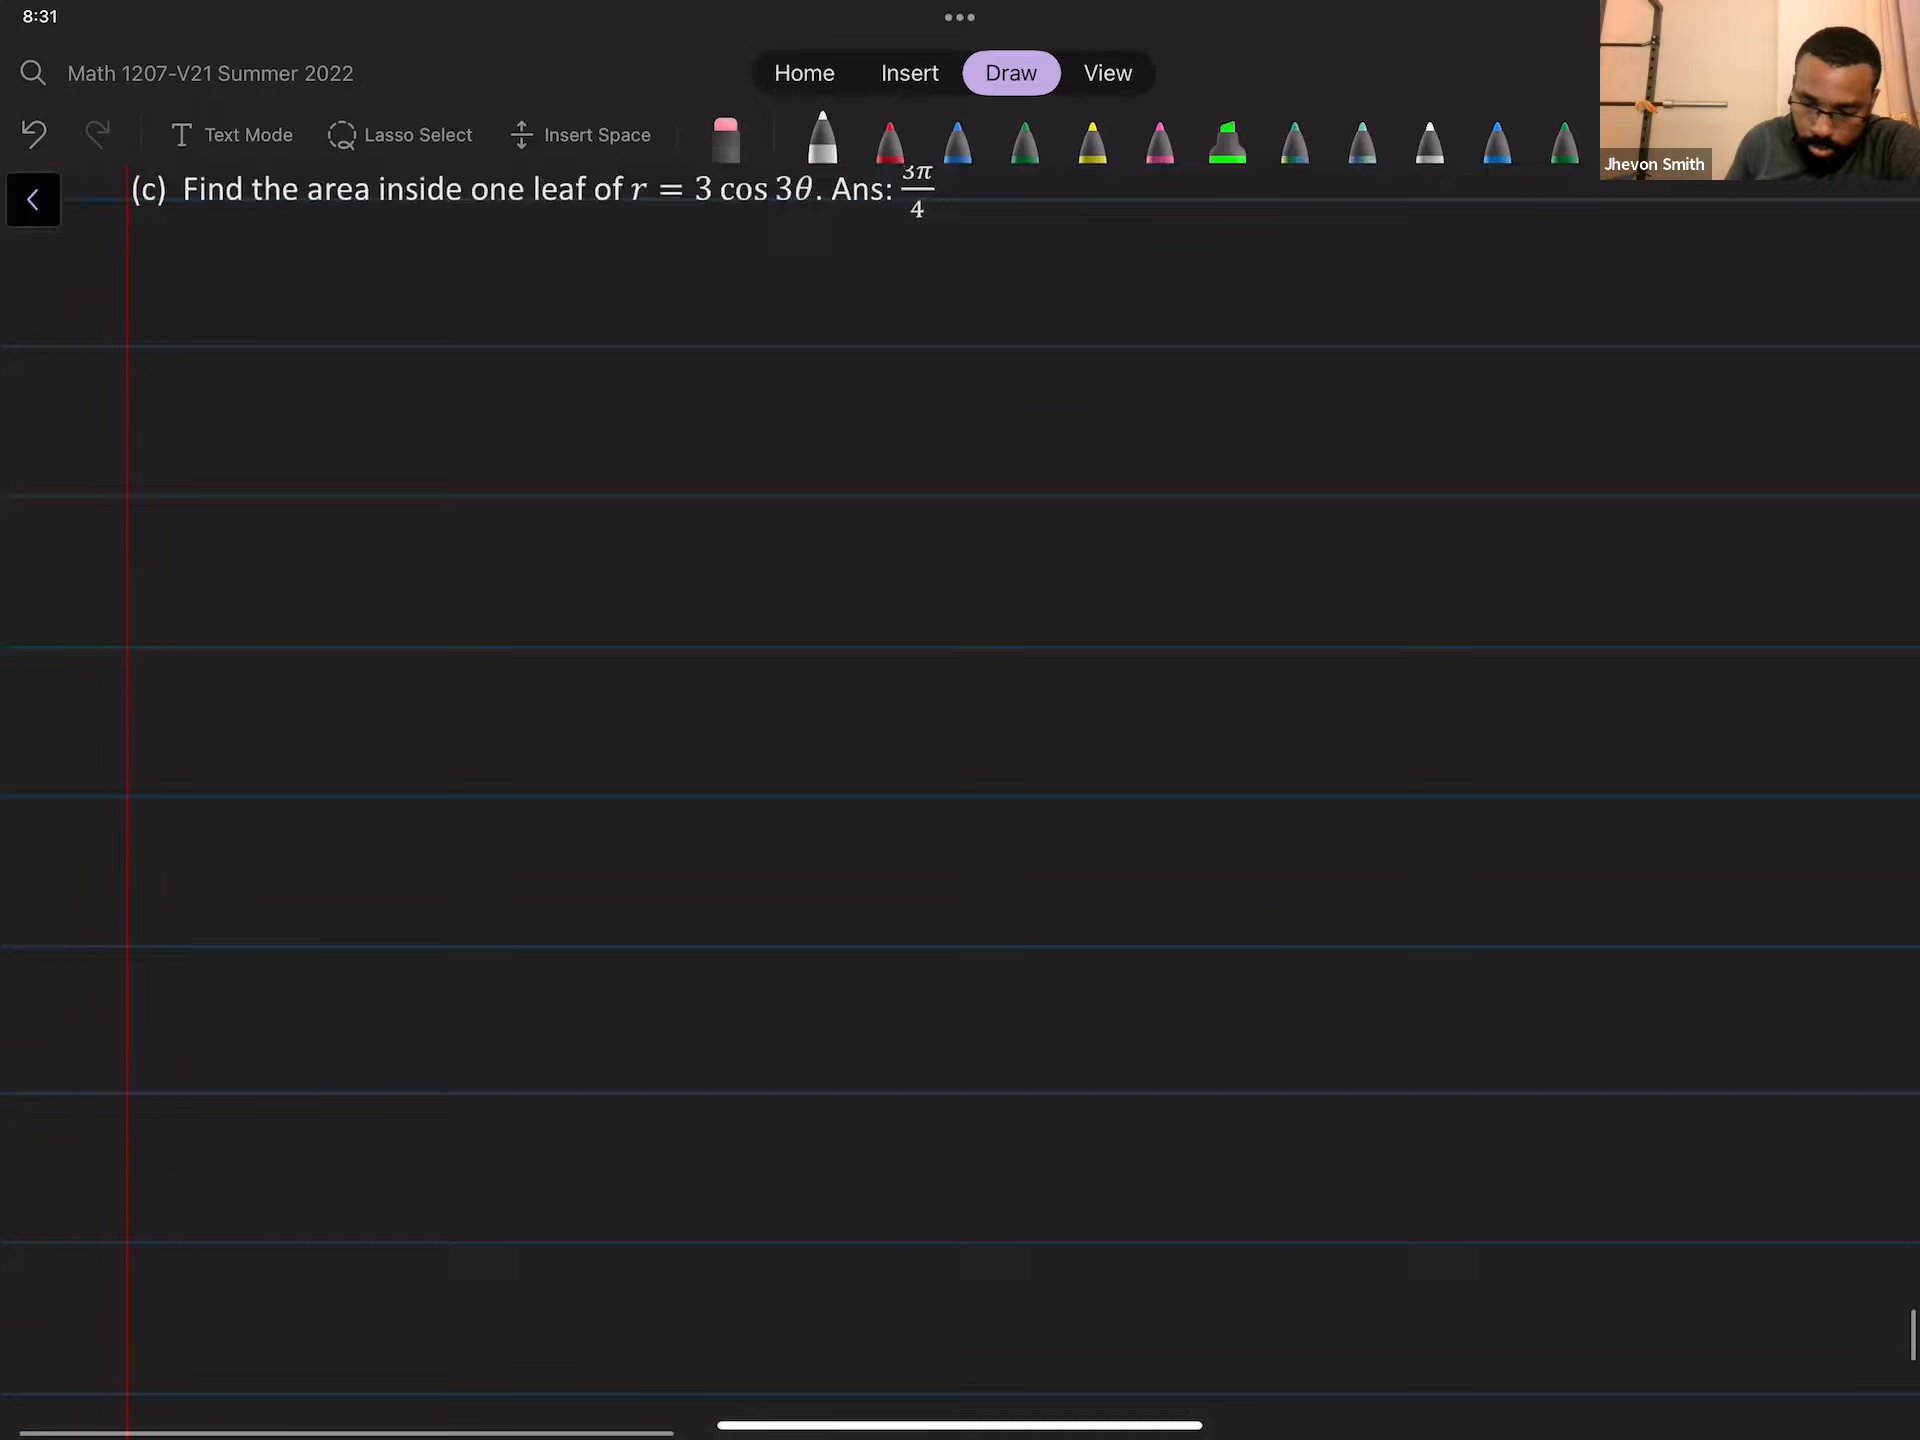 8:31
Math 1207-V21 Summer 2022
Home Insert Draw View
Text Mode Lasso Select Insert Space
Jhevon Smith
(c) Find the area inside one leaf of r = 3 cos 3θ. Ans: 3π/4